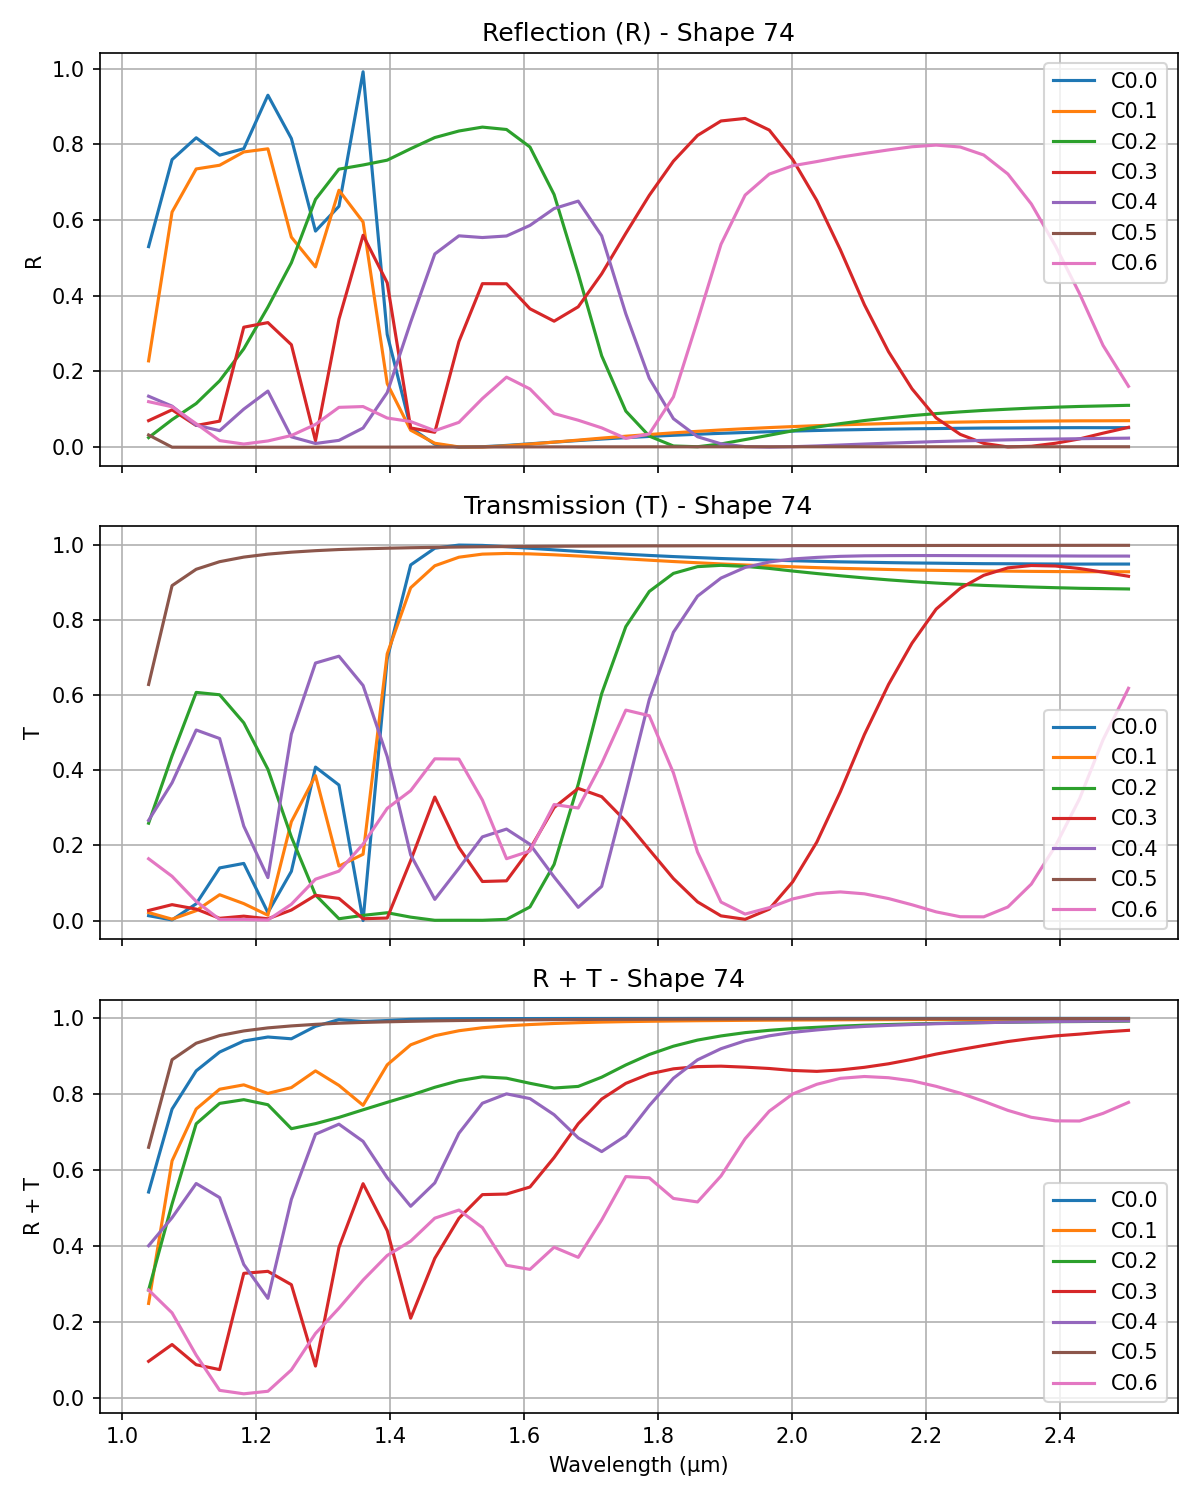 Reflection (R) - Shape 74
1.0
0.8
0.6
0.4
0.2
0.0
R
C0.0
C0.1
C0.2
C0.3
C0.4
C0.5
C0.6
Transmission (T) - Shape 74
1.0
0.8
0.6
0.4
0.2
0.0
T
C0.0
C0.1
C0.2
C0.3
C0.4
C0.5
C0.6
R + T - Shape 74
1.0
0.8
0.6
0.4
0.2
0.0
R + T
C0.0
C0.1
C0.2
C0.3
C0.4
C0.5
C0.6
1.0 1.2 1.4 1.6 1.8 2.0 2.2 2.4
Wavelength (μm)